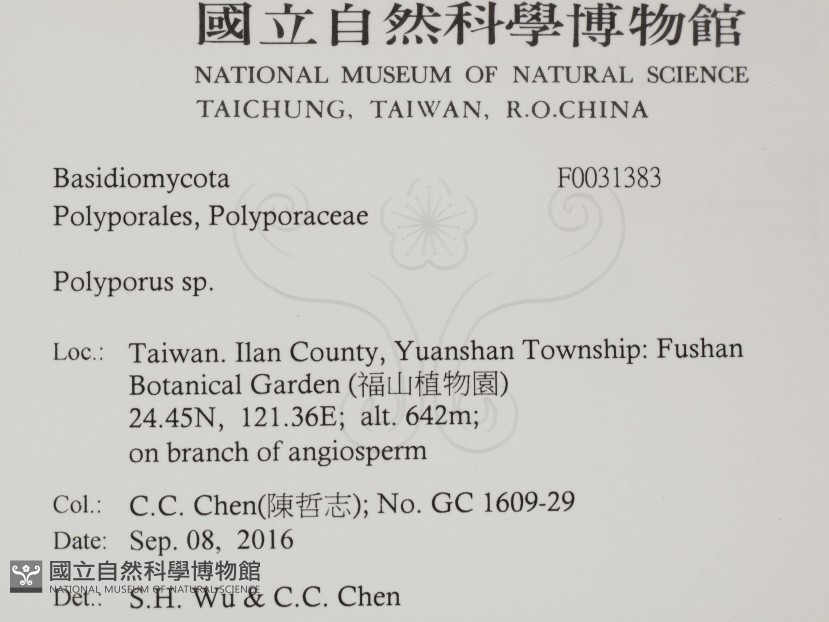 國立自然科學博物館
NATIONAL MUSEUM OF NATURAL SCIENCE
TAICHUNG, TAIWAN, R.O.CHINA
Basidiomycota F0031383
Polyporales, Polyporaceae
Polyporus sp.
Loc.: Taiwan. Ilan County, Yuanshan Township: Fushan
Botanical Garden (福山植物園)
24.45N, 121.36E; alt. 642m;
on branch of angiosperm
Col.: C.C. Chen(陳哲志); No. GC 1609-29
Date: Sep. 08, 2016
國立自然科學博物館
NATIONAL MUSEUM OF NATURAL SCIENCE
Det.: S.H. Wu & C.C. Chen